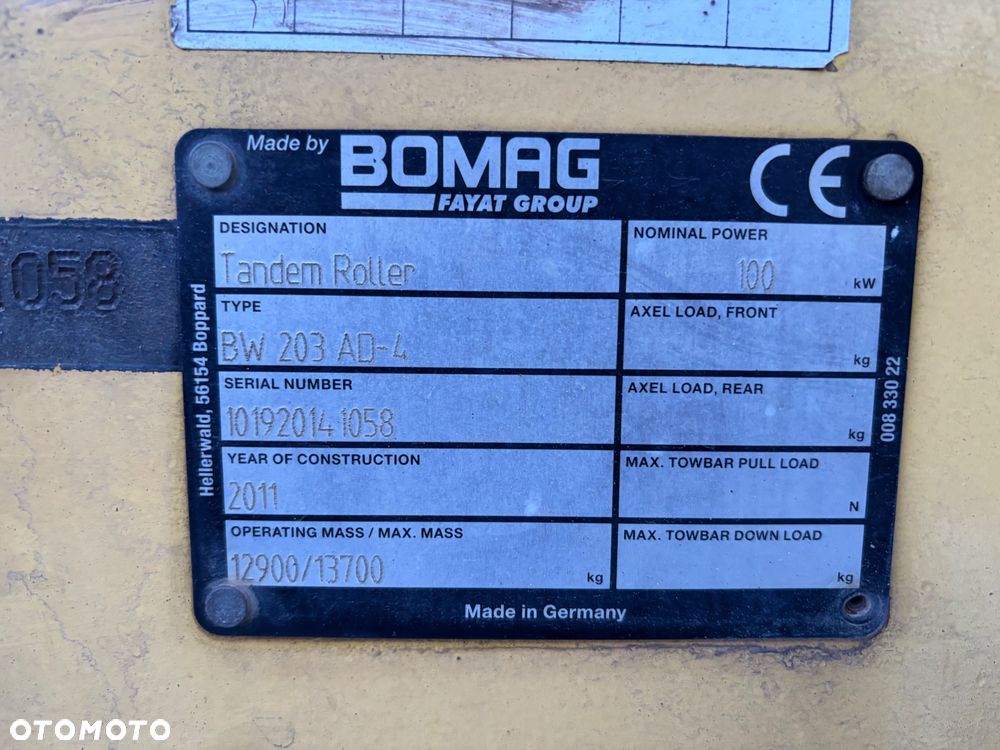 Made by BOMAG CE
FAYAT GROUP
DESIGNATION
Tandem Roller
NOMINAL POWER
100 kW
TYPE
BW 203 AD-4
AXEL LOAD, FRONT
kg
SERIAL NUMBER
101920141058
AXEL LOAD, REAR
kg
YEAR OF CONSTRUCTION
2011
MAX. TOWBAR PULL LOAD
N
OPERATING MASS / MAX. MASS
12900/13700 kg
MAX. TOWBAR DOWN LOAD
kg
Made in Germany
Hellerwald, 56154 Boppard
008 330 22
1058
OTOMOTO